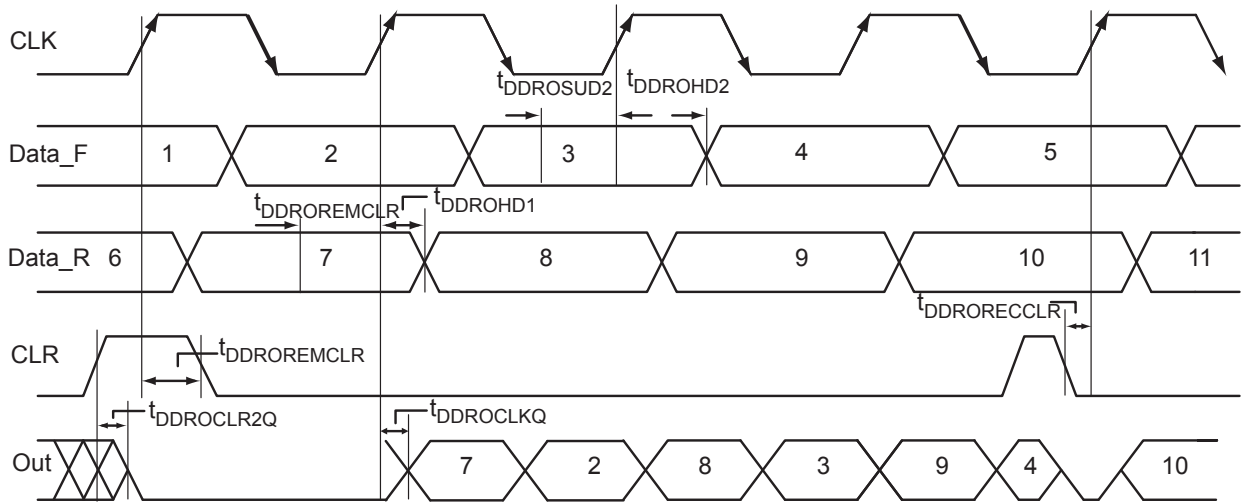 CLK
tDDROSUD2 tDDROHD2
Data_F 1 2 3 4 5
tDDROREMCLR tDDROHD1
Data_R 6 7 8 9 10 11
tDDRORECCLR
CLR
tDDROREMCLR
tDDROCLR2Q tDDROCLKQ
Out 7 2 8 3 9 4 10